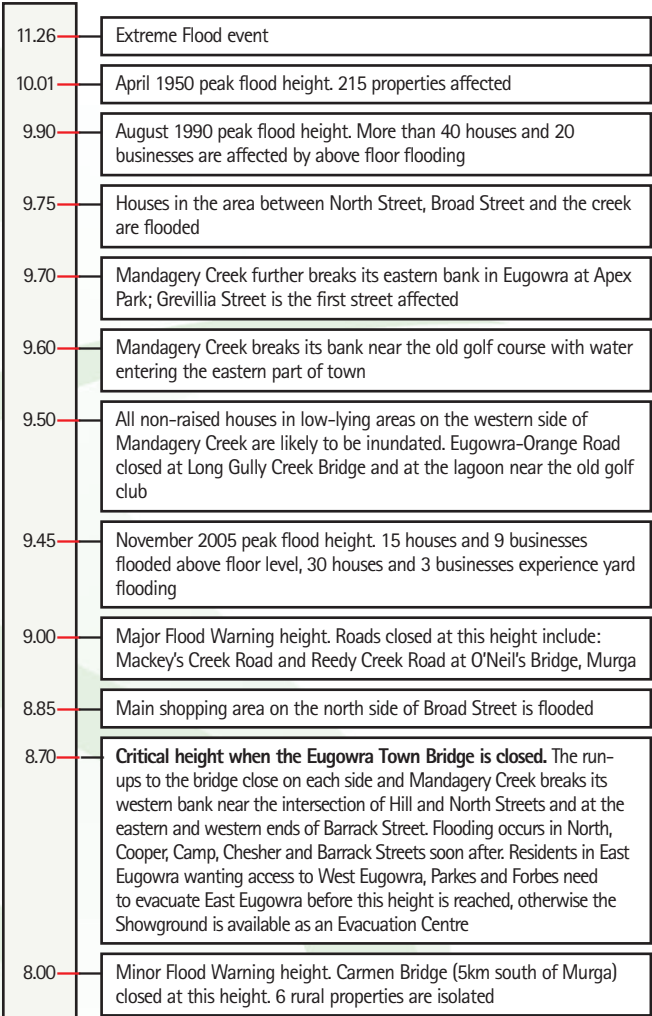 11.26
Extreme Flood event
10.01
April 1950 peak flood height. 215 properties affected
9.90
August 1990 peak flood height. More than 40 houses and 20
businesses are affected by above floor flooding
9.75
Houses in the area between North Street, Broad Street and the creek
are flooded
9.70
Mandagery Creek further breaks its eastern bank in Eugowra at Apex
Park; Grevillia Street is the first street affected
9.60
Mandagery Creek breaks its bank near the old golf course with water
entering the eastern part of town
9.50
All non-raised houses in low-lying areas on the western side of
Mandagery Creek are likely to be inundated. Eugowra-Orange Road
closed at Long Gully Creek Bridge and at the lagoon near the old golf
club
9.45
November 2005 peak flood height. 15 houses and 9 businesses
flooded above floor level, 30 houses and 3 businesses experience yard
flooding
9.00
Major Flood Warning height. Roads closed at this height include:
Mackey's Creek Road and Reedy Creek Road at O'Neil's Bridge, Murga
8.85
Main shopping area on the north side of Broad Street is flooded
8.70
Critical height when the Eugowra Town Bridge is closed. The run-
ups to the bridge close on each side and Mandagery Creek breaks its
western bank near the intersection of Hill and North Streets and at the
eastern and western ends of Barrack Street. Flooding occurs in North,
Cooper, Camp, Chesher and Barrack Streets soon after. Residents in East
Eugowra wanting access to West Eugowra, Parkes and Forbes need
to evacuate East Eugowra before this height is reached, otherwise the
Showground is available as an Evacuation Centre
8.00
Minor Flood Warning height. Carmen Bridge (5km south of Murga)
closed at this height. 6 rural properties are isolated